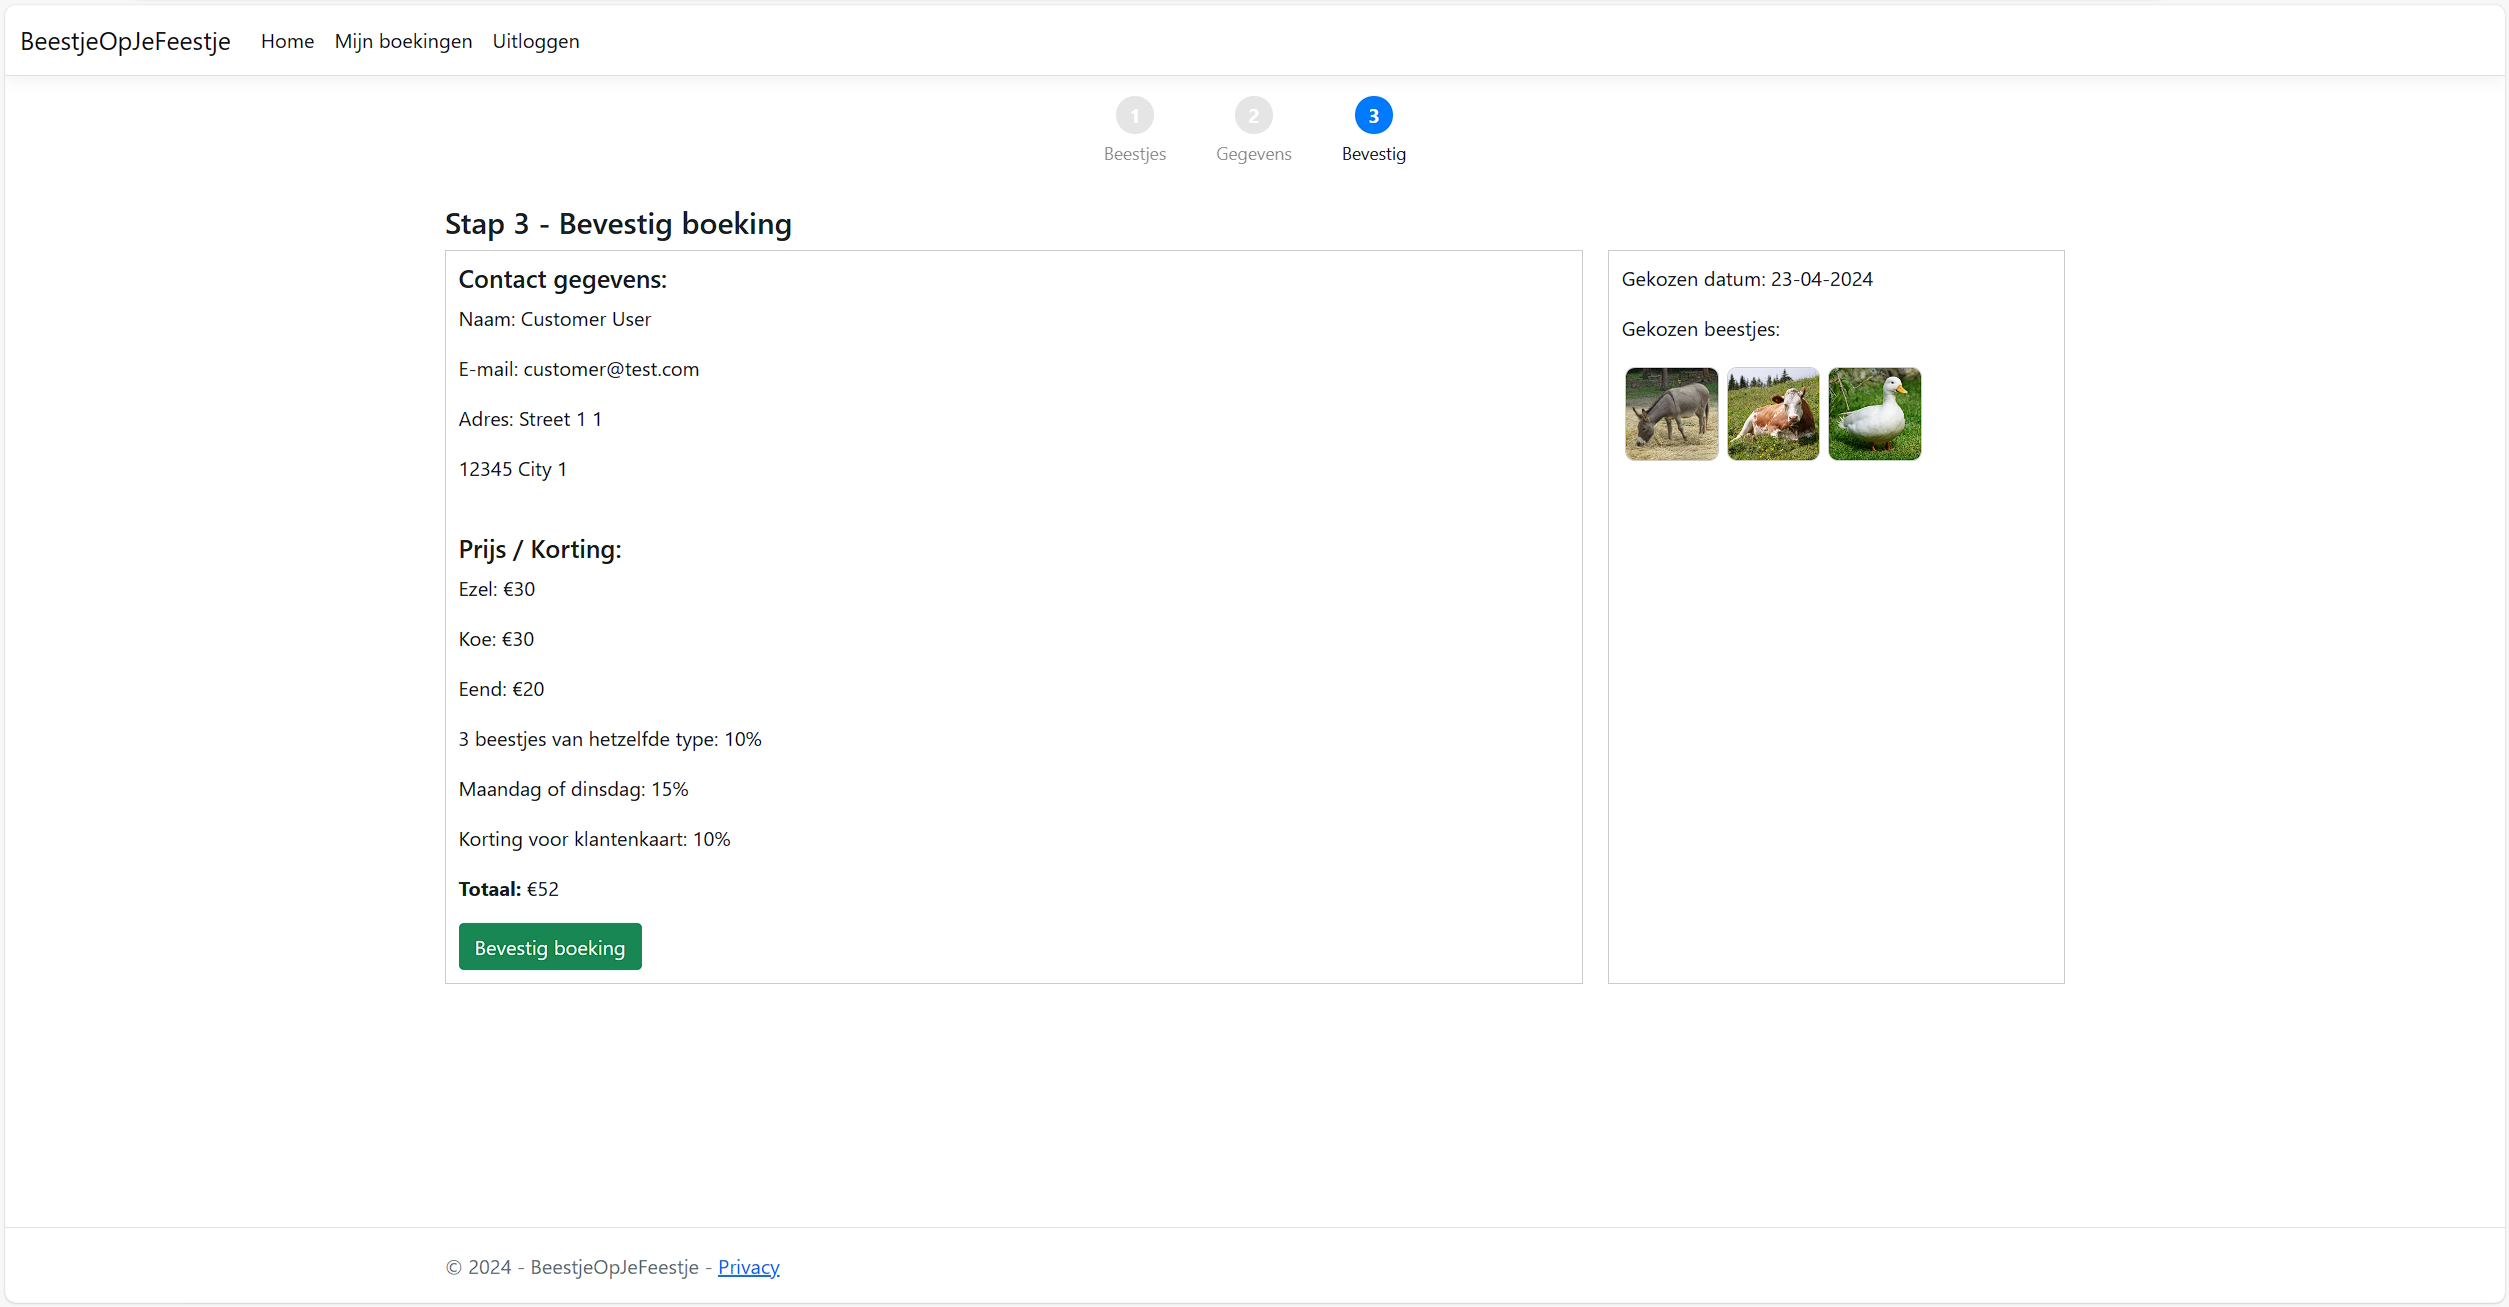 BeestjeOpJeFeestje Home Mijn boekingen Uitloggen
1 2 3
Beestjes Gegevens Bevestig
Stap 3 - Bevestig boeking
Contact gegevens:
Naam: Customer User
E-mail: customer@test.com
Adres: Street 1 1
12345 City 1
Prijs / Korting:
Ezel: €30
Koe: €30
Eend: €20
3 beestjes van hetzelfde type: 10%
Maandag of dinsdag: 15%
Korting voor klantenkaart: 10%
Totaal: €52
Bevestig boeking
Gekozen datum: 23-04-2024
Gekozen beestjes:
© 2024 - BeestjeOpJeFeestje - Privacy